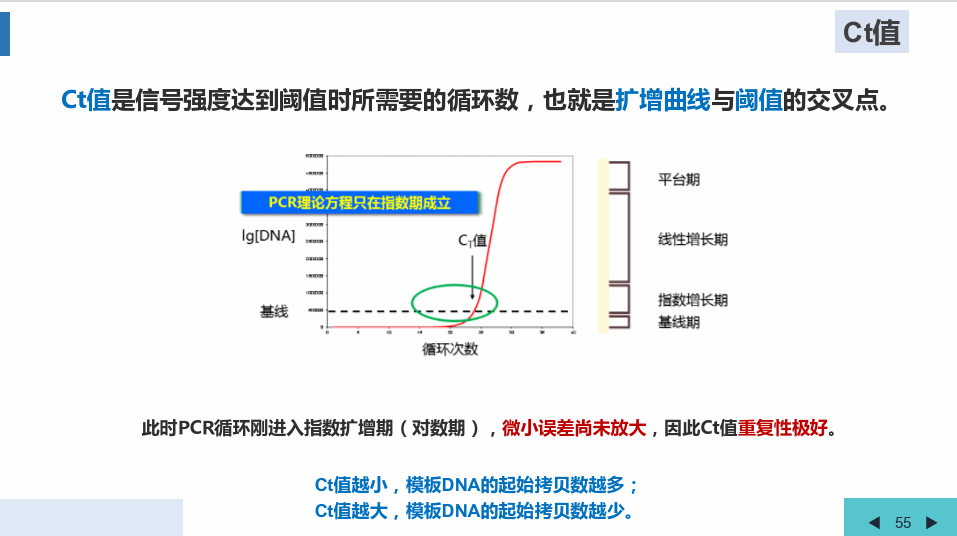 Ct值
Ct值是信号强度达到阈值时所需要的循环数，也就是扩增曲线与阈值的交叉点。
PCR理论方程只在指数期成立
lg[DNA]
CT值
基线
循环次数
平台期
线性增长期
指数增长期
基线期
此时PCR循环刚进入指数扩增期（对数期），微小误差尚未放大，因此Ct值重复性极好。
Ct值越小，模板DNA的起始拷贝数越多；
Ct值越大，模板DNA的起始拷贝数越少。
55